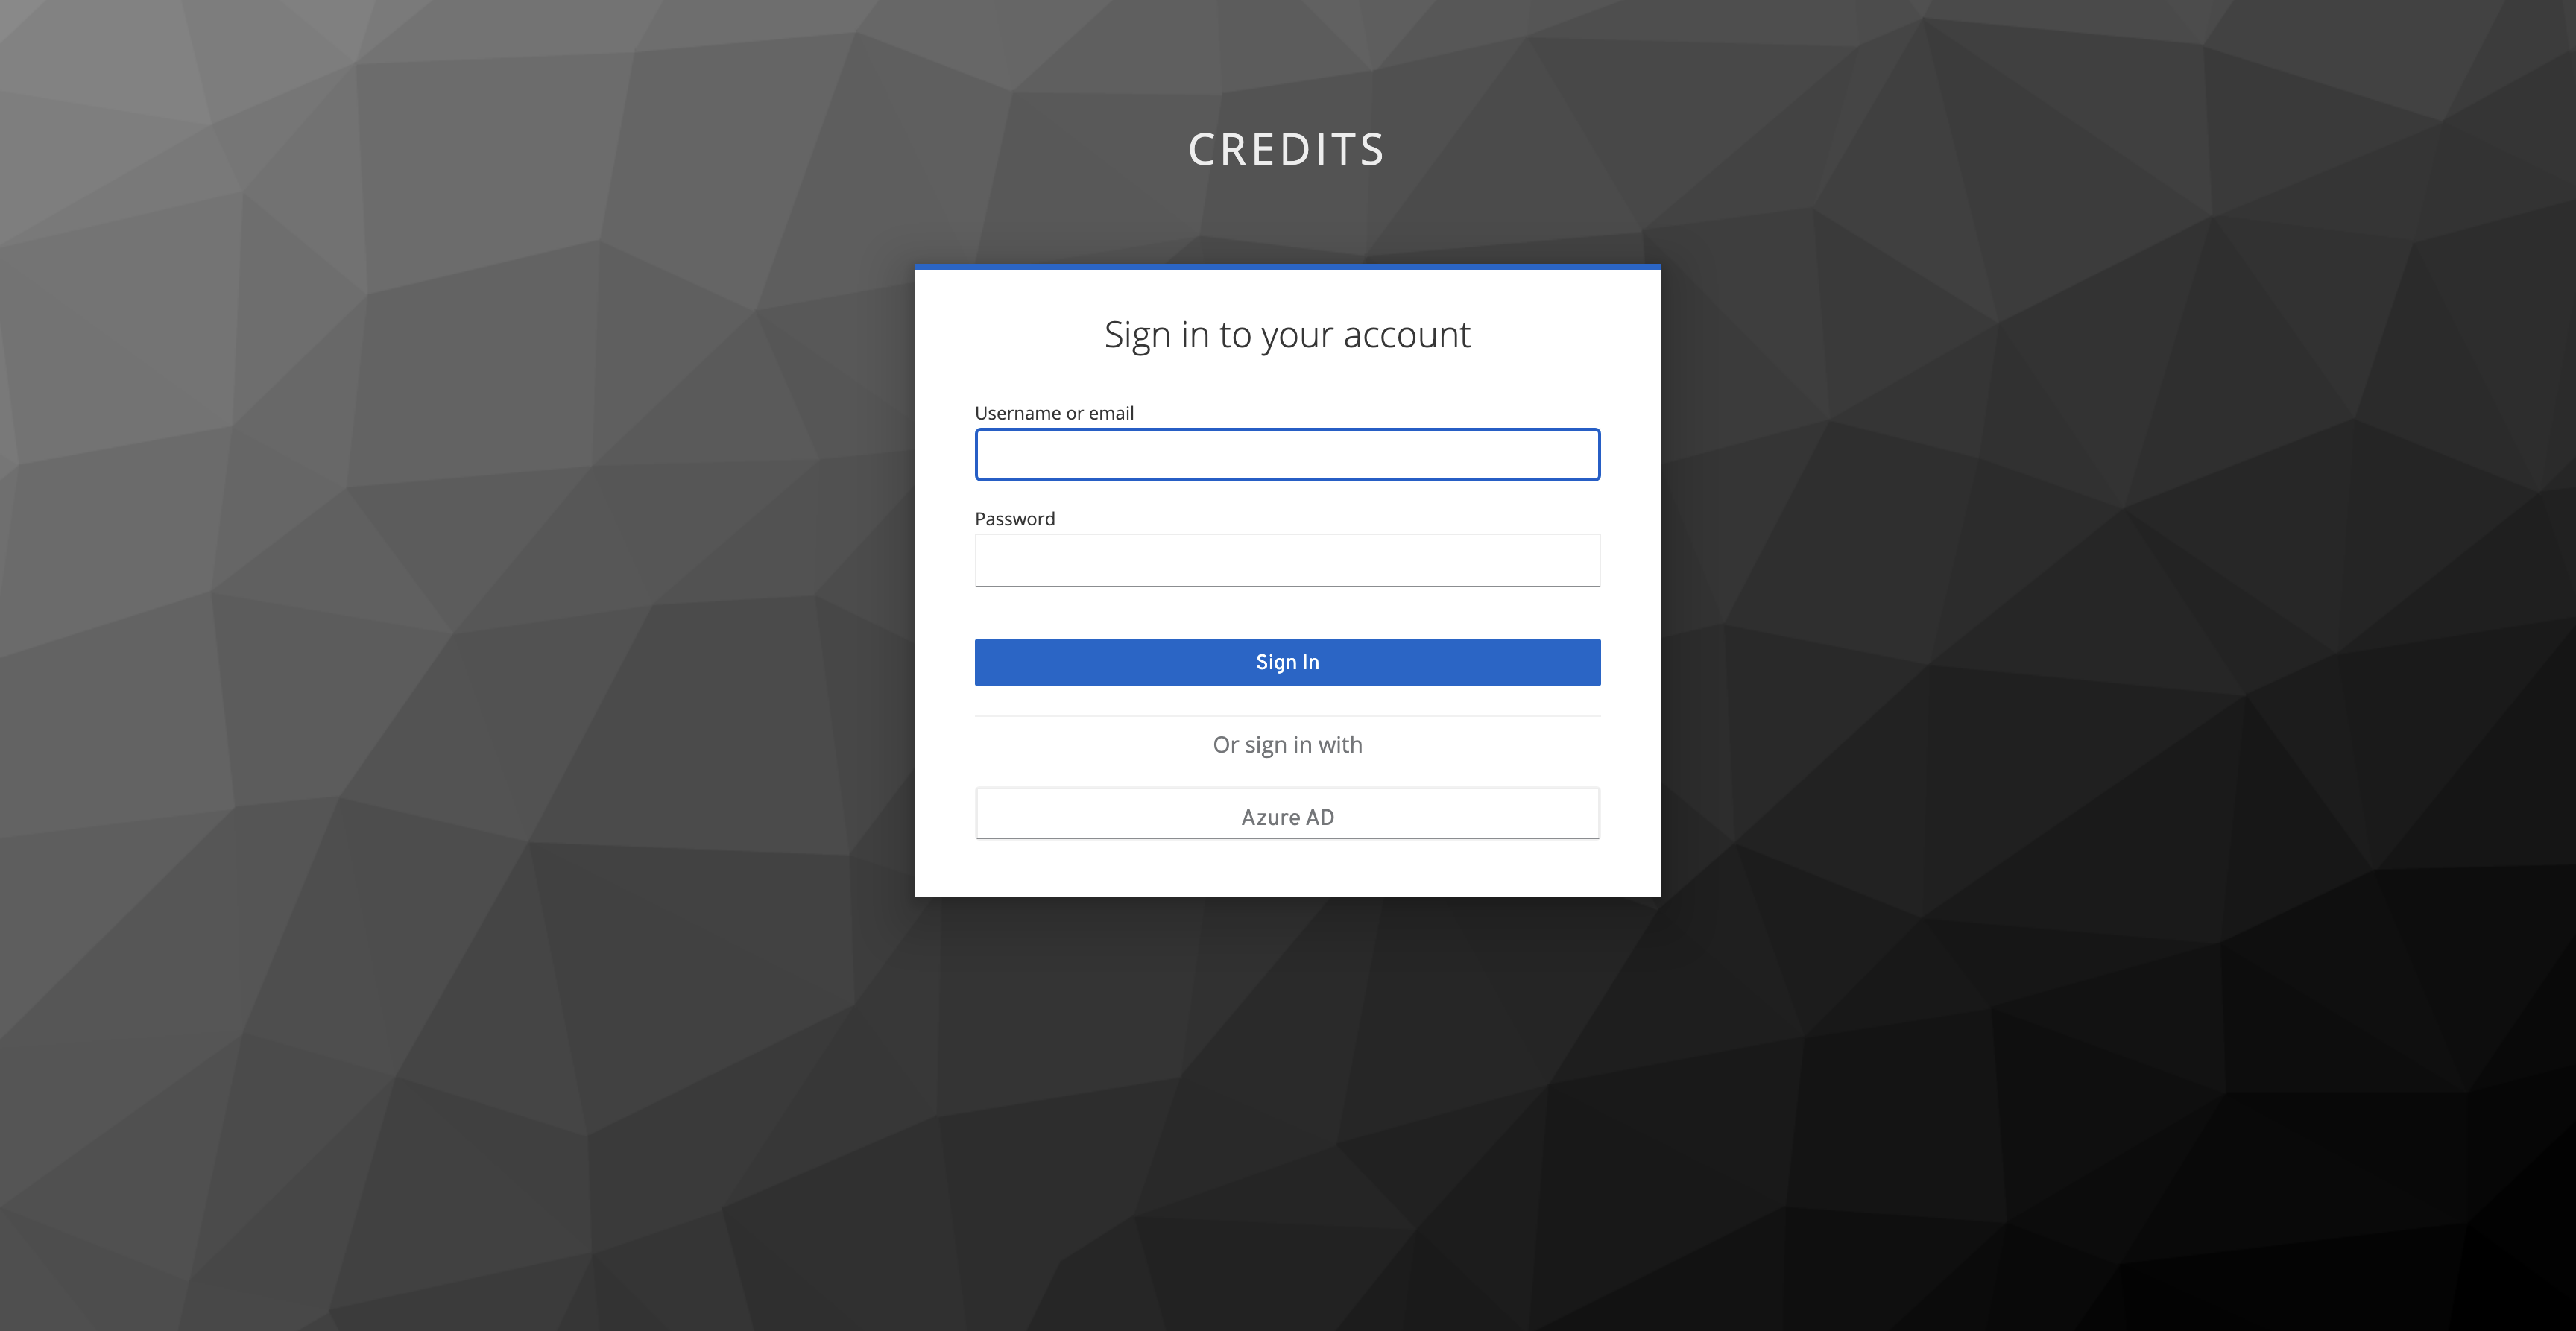 CREDITS
Sign in to your account
Username or email
Password
Sign In
Or sign in with
Azure AD